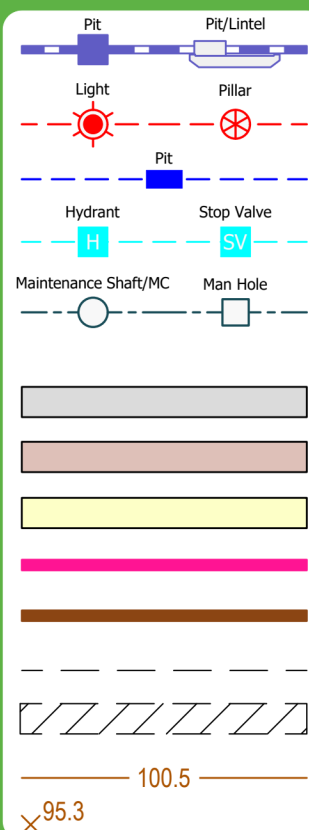 Pit Pit/Lintel
Light Pillar
Pit
Hydrant Stop Valve
H SV
Maintenance Shaft/MC Man Hole
100.5
95.3